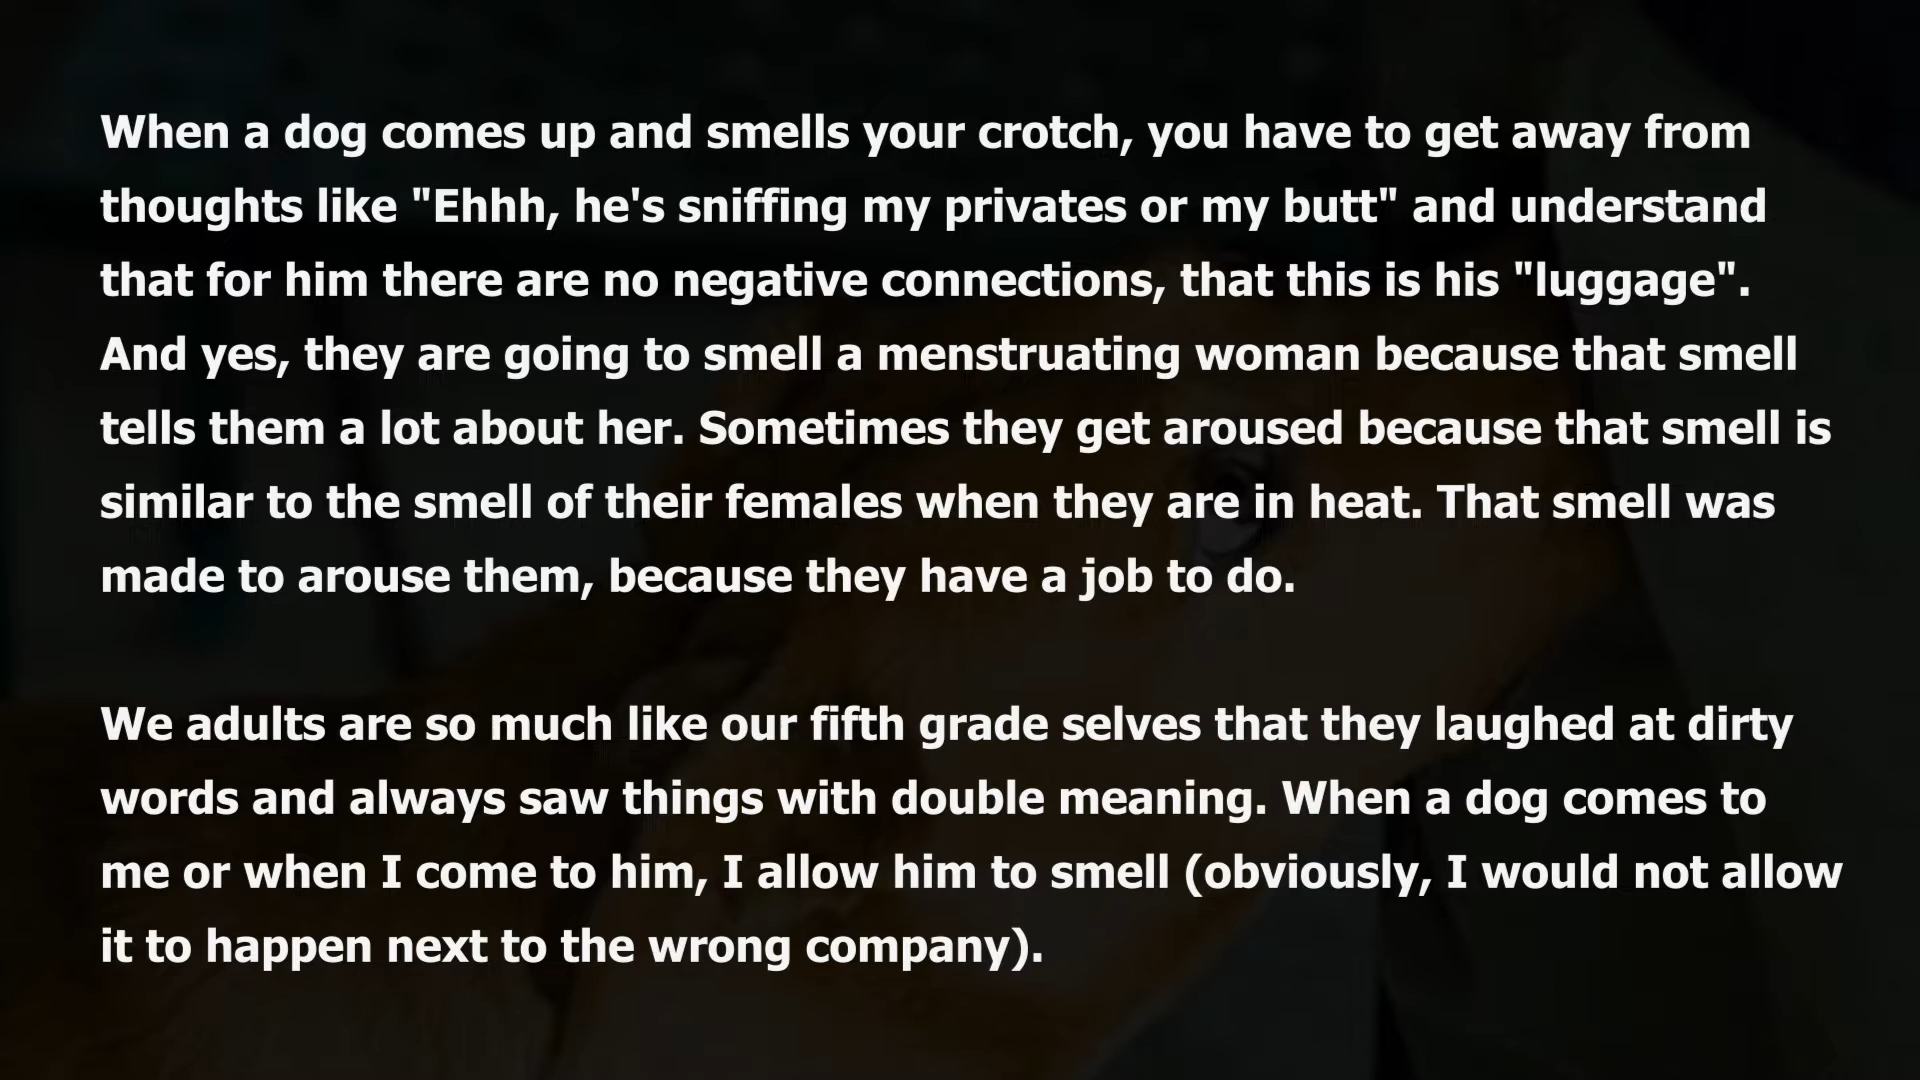 When a dog comes up and smells your crotch, you have to get away from
thoughts like "Ehhh, he's sniffing my privates or my butt" and understand
that for him there are no negative connections, that this is his "luggage".
And yes, they are going to smell a menstruating woman because that smell
tells them a lot about her. Sometimes they get aroused because that smell is
similar to the smell of their females when they are in heat. That smell was
made to arouse them, because they have a job to do.
We adults are so much like our fifth grade selves that they laughed at dirty
words and always saw things with double meaning. When a dog comes to
me or when I come to him, I allow him to smell (obviously, I would not allow
it to happen next to the wrong company).